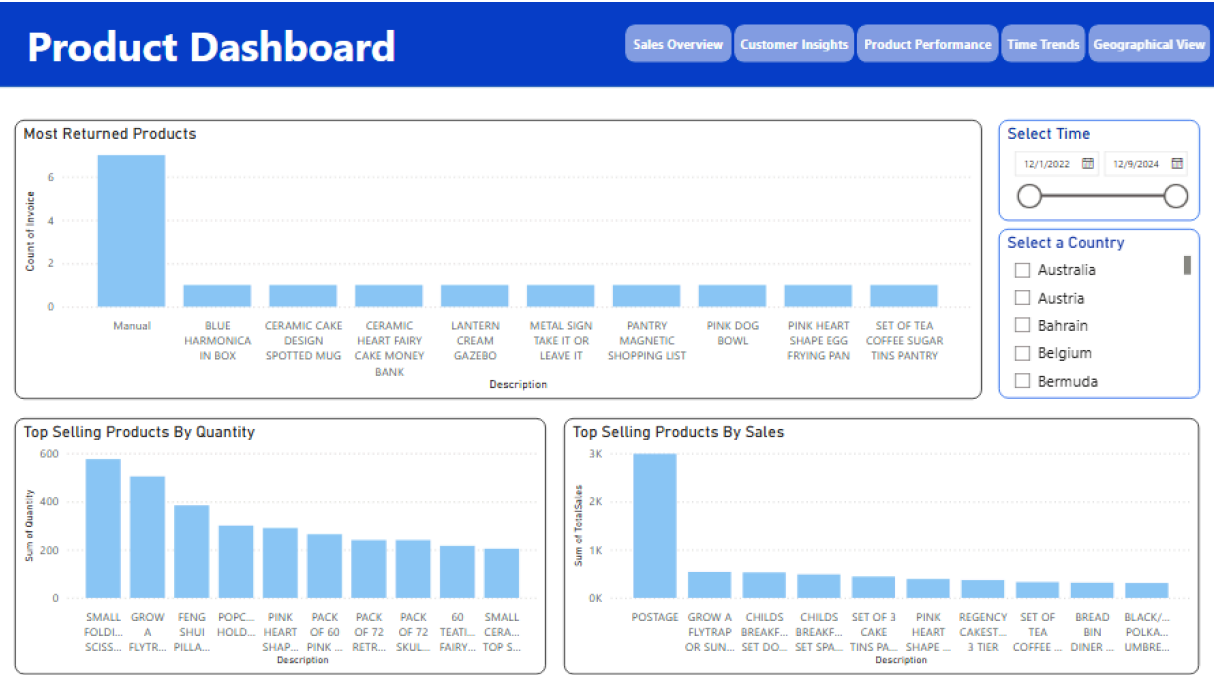 Product Dashboard
Sales Overview
Customer Insights
Product Performance
Time Trends
Geographical View
Most Returned Products
Count of Invoice
6
4
2
0
Manual
BLUE
HARMONICA
IN BOX
CERAMIC CAKE
DESIGN
SPOTTED MUG
CERAMIC
HEART FAIRY
CAKE MONEY
BANK
LANTERN
CREAM
GAZEBO
METAL SIGN
TAKE IT OR
LEAVE IT
PANTRY
MAGNETIC
SHOPPING LIST
PINK DOG
BOWL
PINK HEART
SHAPE EGG
FRYING PAN
SET OF TEA
COFFEE SUGAR
TINS PANTRY
Description
Select Time
12/1/2022
12/9/2024
Select a Country
Australia
Austria
Bahrain
Belgium
Bermuda
Top Selling Products By Quantity
Sum of Quantity
600
400
200
0
SMALL
FOLDI...
SCISS...
GROW
A
FLYTR...
FENG
SHUI
PILLA...
POPC...
HOLD...
PINK
HEART
SHAP...
PACK
OF 60
PINK ...
PACK
OF 72
RETR...
PACK
OF 72
SKUL...
60
TEATI...
FAIRY...
SMALL
CERA...
TOP S...
Description
Top Selling Products By Sales
Sum of TotalSales
3K
2K
1K
0K
POSTAGE
GROW A
FLYTRAP
OR SUN...
CHILDS
BREAKF...
SET DO...
CHILDS
BREAKF...
SET SPA...
SET OF 3
CAKE
TINS PA...
PINK
HEART
SHAPE ...
REGENCY
CAKEST...
3 TIER
SET OF
TEA
COFFEE ...
BREAD
BIN
DINER ...
BLACK/...
POLKA...
UMBRE...
Description